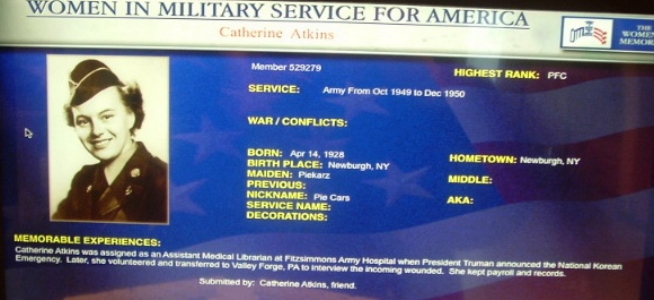 WOMEN IN MILITARY SERVICE FOR AMERICA
Catherine Atkins
THE
WOMEN
MEMOR
Member 529279
HIGHEST RANK: PFC
SERVICE: Army From Oct 1949 to Dec 1950
WAR / CONFLICTS:
BORN: Apr 14, 1928
HOMETOWN: Newburgh, NY
BIRTH PLACE: Newburgh, NY
MAIDEN: Piekarz
MIDDLE:
PREVIOUS:
NICKNAME: Pie Cars
AKA:
SERVICE NAME:
DECORATIONS:
MEMORABLE EXPERIENCES:
Catherine Atkins was assigned as an Assistant Medical Librarian at Fitzsimmons Army Hospital when President Truman announced the National Korean
Emergency. Later, she volunteered and transferred to Valley Forge, PA to interview the incoming wounded. She kept payroll and records.
Submitted by: Catherine Atkins, friend.